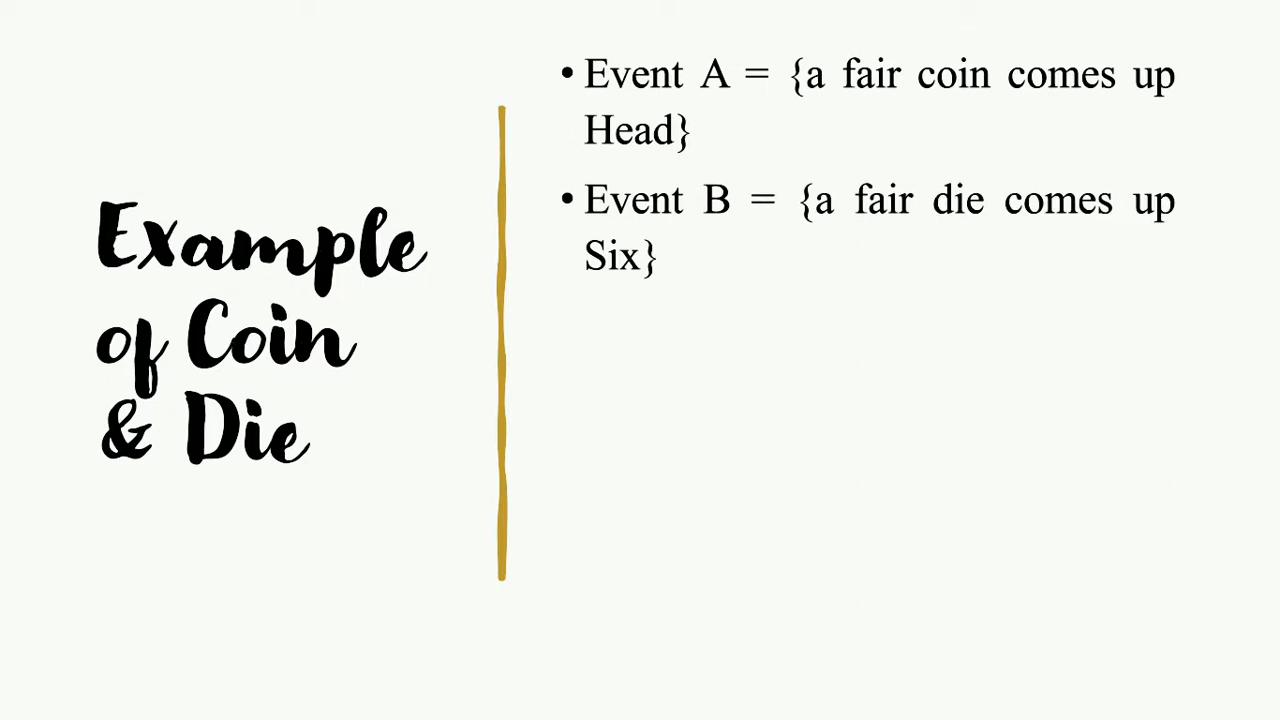 Example
of Coin
& Die
• Event A = {a fair coin comes up
Head}
• Event B = {a fair die comes up
Six}